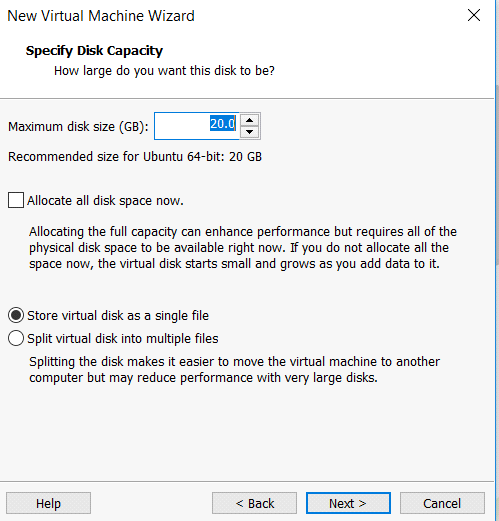 New Virtual Machine Wizard
Specify Disk Capacity
How large do you want this disk to be?
Maximum disk size (GB): 20.0
Recommended size for Ubuntu 64-bit: 20 GB
Allocate all disk space now.
Allocating the full capacity can enhance performance but requires all of the
physical disk space to be available right now. If you do not allocate all the
space now, the virtual disk starts small and grows as you add data to it.
Store virtual disk as a single file
Split virtual disk into multiple files
Splitting the disk makes it easier to move the virtual machine to another
computer but may reduce performance with very large disks.
Help < Back Next > Cancel